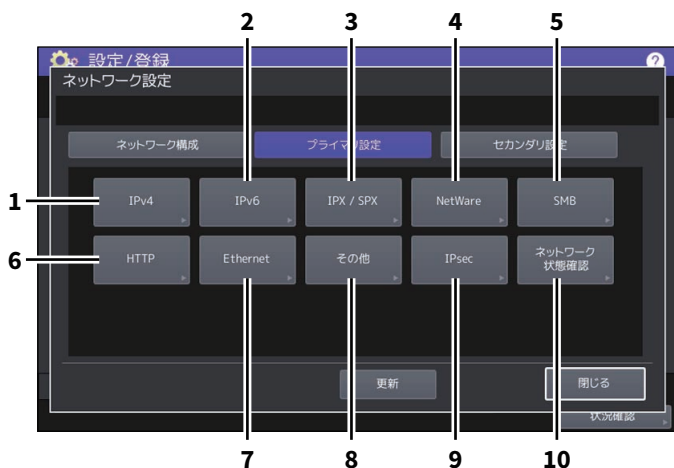 2 3 4 5
設定/登録 ?
ネットワーク設定
ネットワーク構成 プライマリ設定 セカンダリ設定
1 IPv4 IPv6 IPX / SPX NetWare SMB
6 HTTP Ethernet その他 IPsec ネットワーク
状態確認
更新 閉じる
状況確認
7 8 9 10